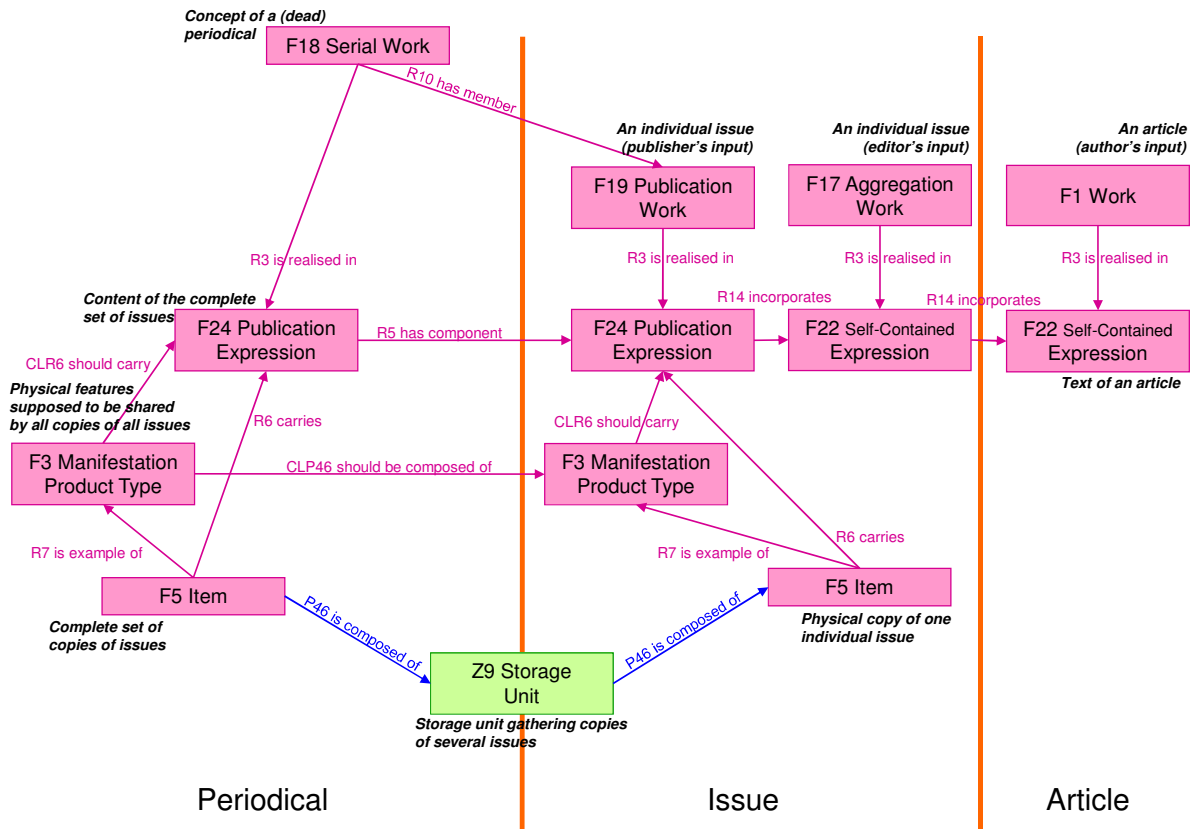 Concept of a (dead)
periodical
F18 Serial Work
R10 has member
An individual issue
(publisher's input)
An individual issue
(editor's input)
An article
(author's input)
F19 Publication
Work
F17 Aggregation
Work
F1 Work
R3 is realised in
R3 is realised in
R3 is realised in
R3 is realised in
Content of the complete
set of issues
R14 incorporates
R14 incorporates
F24 Publication
Expression
R5 has component
F24 Publication
Expression
F22 Self-Contained
Expression
F22 Self-Contained
Expression
CLR6 should carry
Text of an article
Physical features
supposed to be shared
by all copies of all issues
R6 carries
CLR6 should carry
F3 Manifestation
Product Type
CLP46 should be composed of
F3 Manifestation
Product Type
R7 is example of
R7 is example of
R6 carries
F5 Item
F5 Item
Complete set of
copies of issues
P46 is composed of
P46 is composed of
Physical copy of one
individual issue
Z9 Storage
Unit
Storage unit gathering copies
of several issues
Periodical
Issue
Article